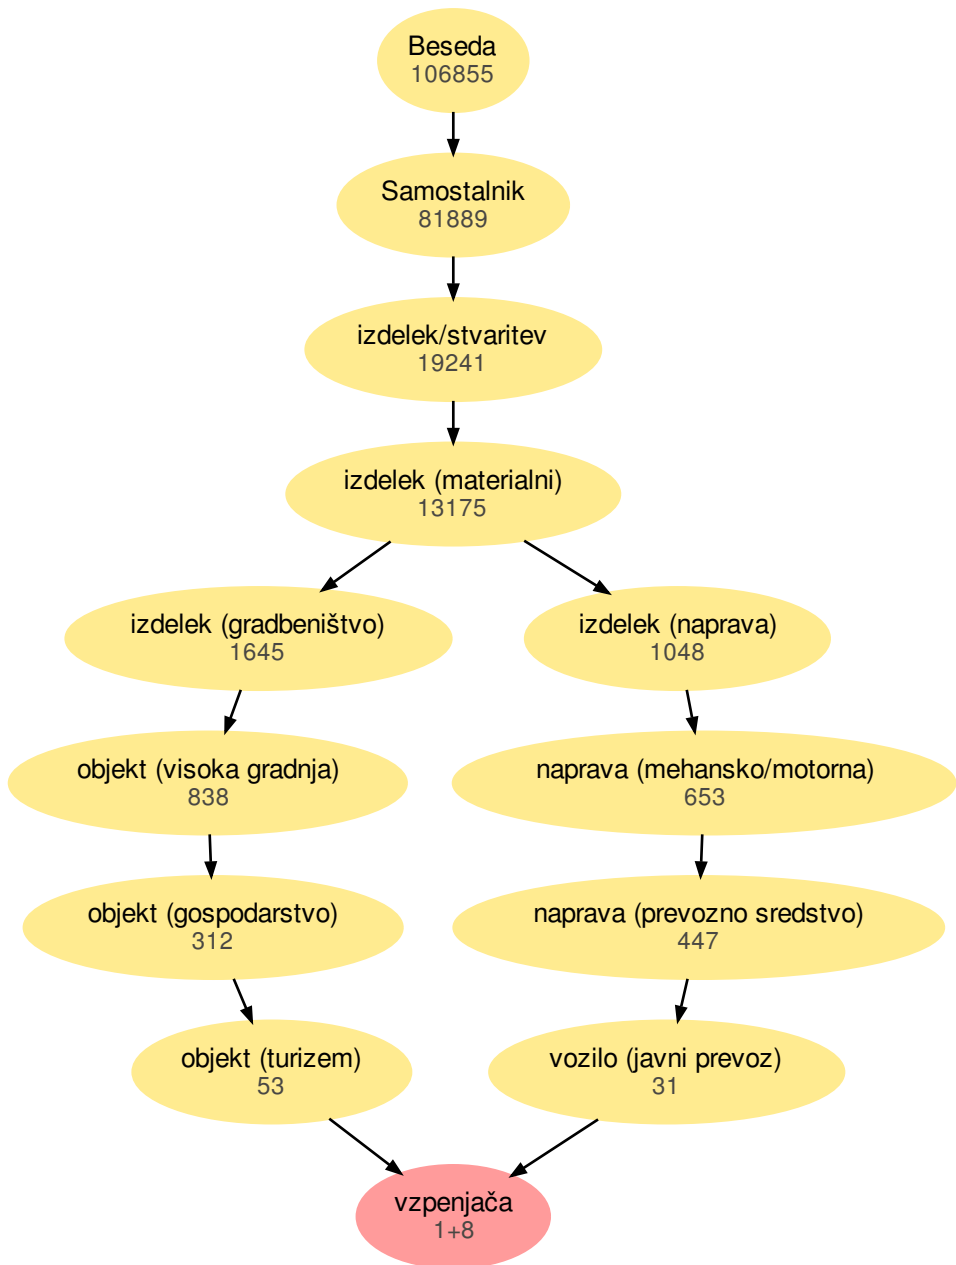 Beseda
106855
Samostalnik
81889
izdelek/stvaritev
19241
izdelek (materialni)
13175
izdelek (gradbeništvo)
1645
izdelek (naprava)
1048
objekt (visoka gradnja)
838
naprava (mehansko/motorna)
653
objekt (gospodarstvo)
312
naprava (prevozno sredstvo)
447
objekt (turizem)
53
vozilo (javni prevoz)
31
vzpenjača
1+8